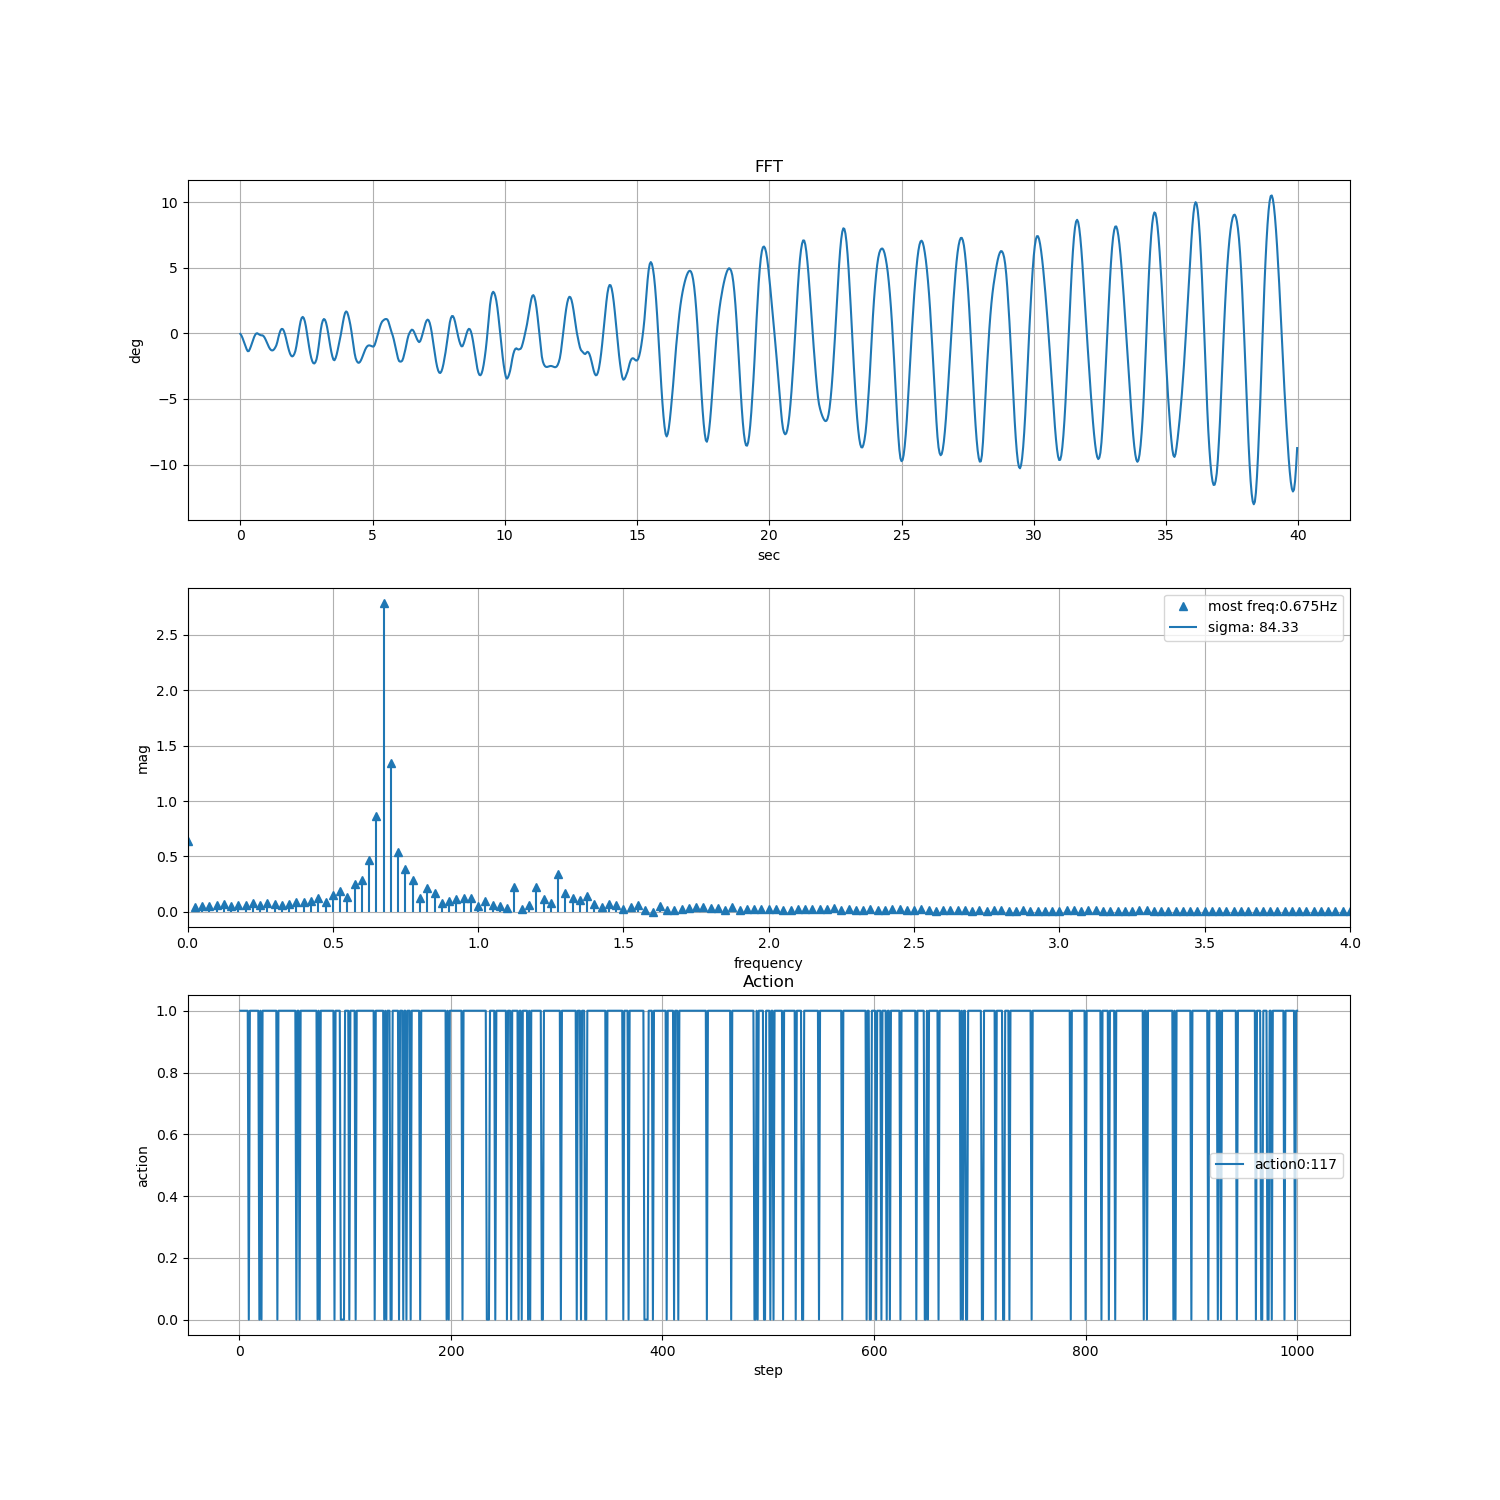 FFT
deg
10
5
0
−5
−10
0 5 10 15 20 25 30 35 40
sec
most freq:0.675Hz
sigma: 84.33
mag
2.5
2.0
1.5
1.0
0.5
0.0
0.0 0.5 1.0 1.5 2.0 2.5 3.0 3.5 4.0
frequency
Action
action
1.0
0.8
0.6
0.4
0.2
0.0
action0:117
0 200 400 600 800 1000
step